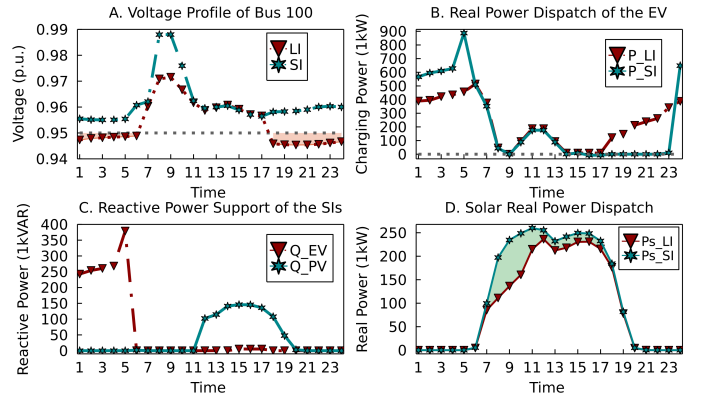 A. Voltage Profile of Bus 100
Voltage (p.u.)
0.99
0.98
0.97
0.96
0.95
0.94
LI
SI
1 3 5 7 9 11 13 15 17 19 21 23
Time
B. Real Power Dispatch of the EV
Charging Power (1kW)
900
800
700
600
500
400
300
200
100
0
P_LI
P_SI
1 3 5 7 9 11 13 15 17 19 21 23
Time
C. Reactive Power Support of the SIs
Reactive Power (1kVAR)
400
350
300
250
200
150
100
50
0
Q_EV
Q_PV
1 3 5 7 9 11 13 15 17 19 21 23
Time
D. Solar Real Power Dispatch
Real Power (1kW)
250
200
150
100
50
0
Ps_LI
Ps_SI
1 3 5 7 9 11 13 15 17 19 21 23
Time